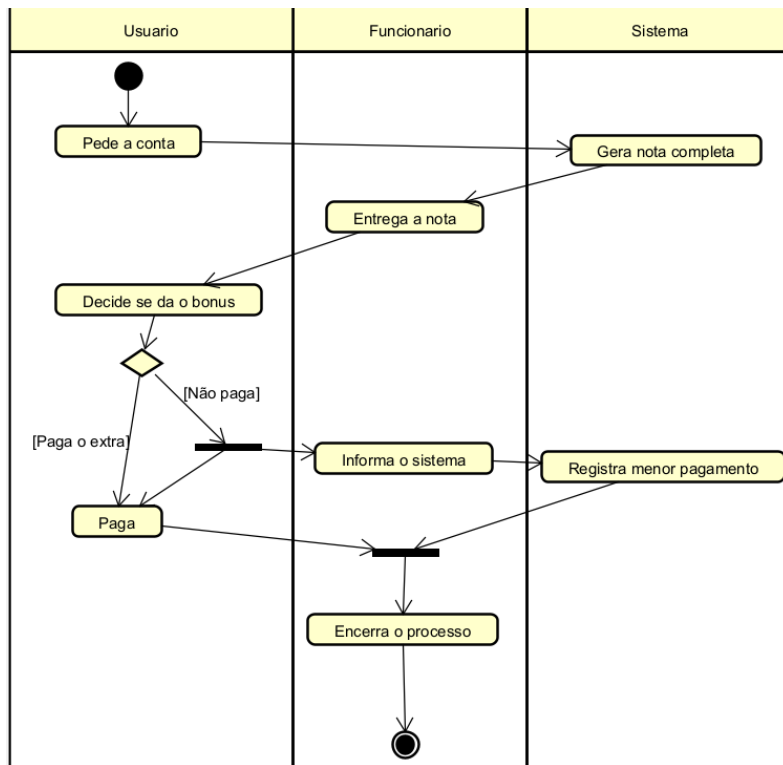 Usuario
Funcionario
Sistema
Pede a conta
Gera nota completa
Entrega a nota
Decide se da o bonus
[Não paga]
[Paga o extra]
Informa o sistema
Registra menor pagamento
Paga
Encerra o processo